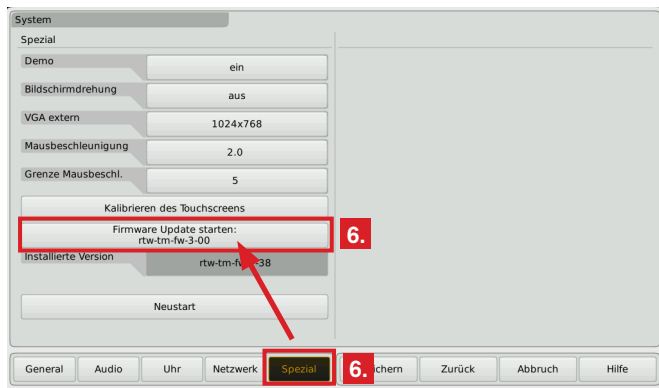 System
Spezial
Demo
ein
Bildschirmdrehung
aus
VGA extern
1024x768
Mausbeschleunigung
2.0
Grenze Mausbeschl.
5
Kalibrieren des Touchscreens
Firmware Update starten:
rtw-tm-fw-3-00
6.
Installierte Version
38
Neustart
General Audio Uhr Netzwerk Spezial 6. Zurück Abbruch Hilfe